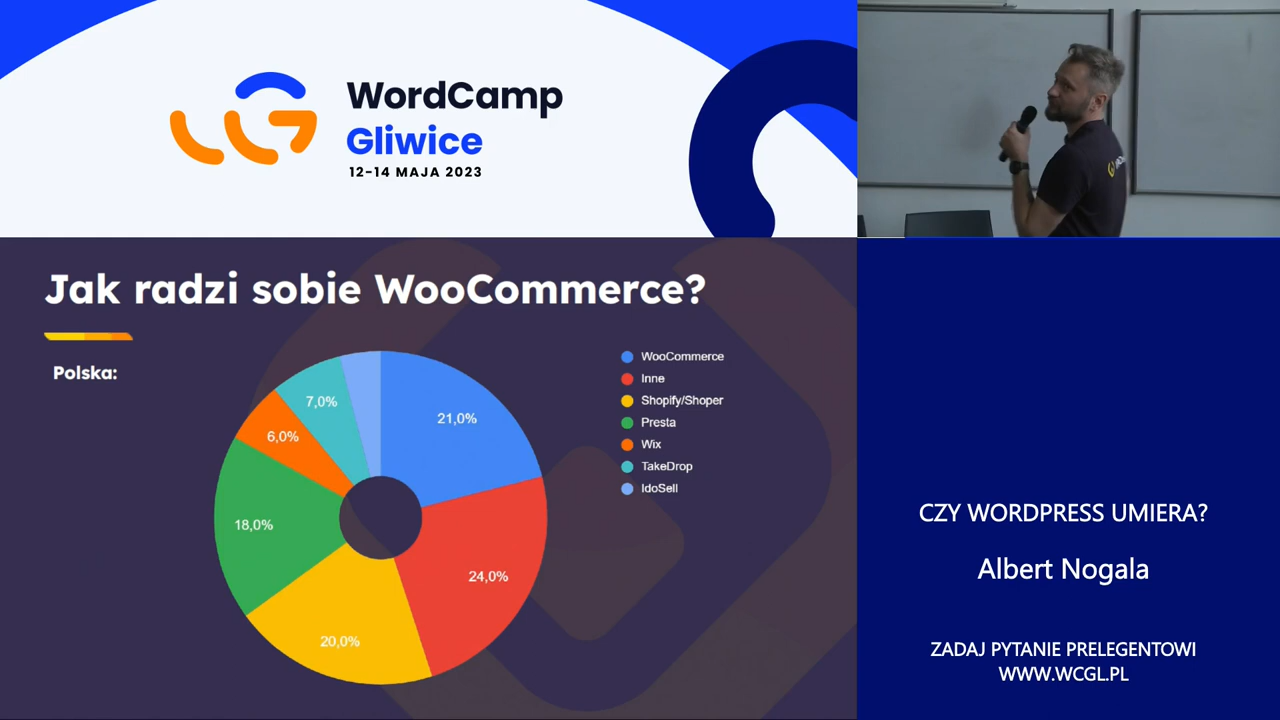 WordCamp
Gliwice
12-14 MAJA 2023
Jak radzi sobie WooCommerce?
Polska:
21,0%
24,0%
20,0%
18,0%
6,0%
7,0%
WooCommerce
Inne
Shopify/Shoper
Presta
Wix
TakeDrop
IdoSell
CZY WORDPRESS UMIERA?
Albert Nogala
ZADAJ PYTANIE PRELEGENTOWI
WWW.WCGL.PL